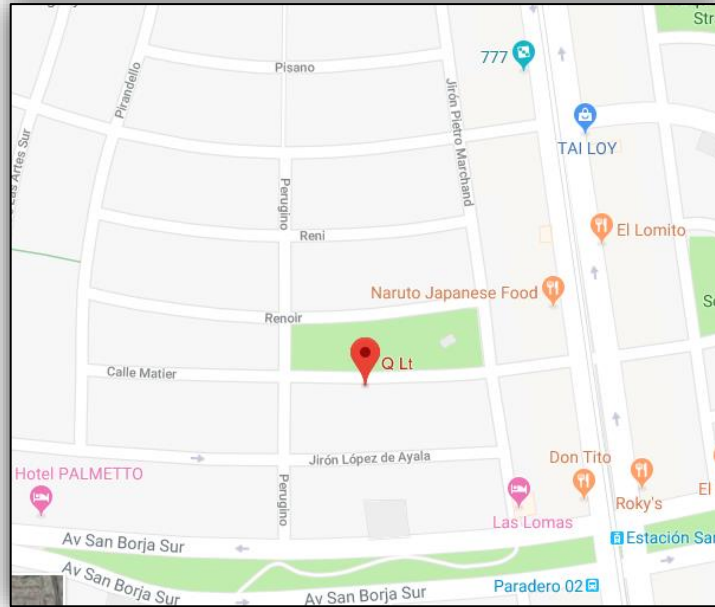 Str
777
Pisano
Pirandello
Jirón Pietro Marchand
TAI LOY
Las Artes Sur
Perugino
El Lomito
Reni
Naruto Japanese Food
Renoir
Q Lt
Calle Matier
Jirón López de Ayala
Don Tito
Hotel PALMETTO
Perugino
Las Lomas
Roky's
El
Av San Borja Sur
Estación Sa
Av San Borja Sur
Av San Borja Sur
Paradero 02